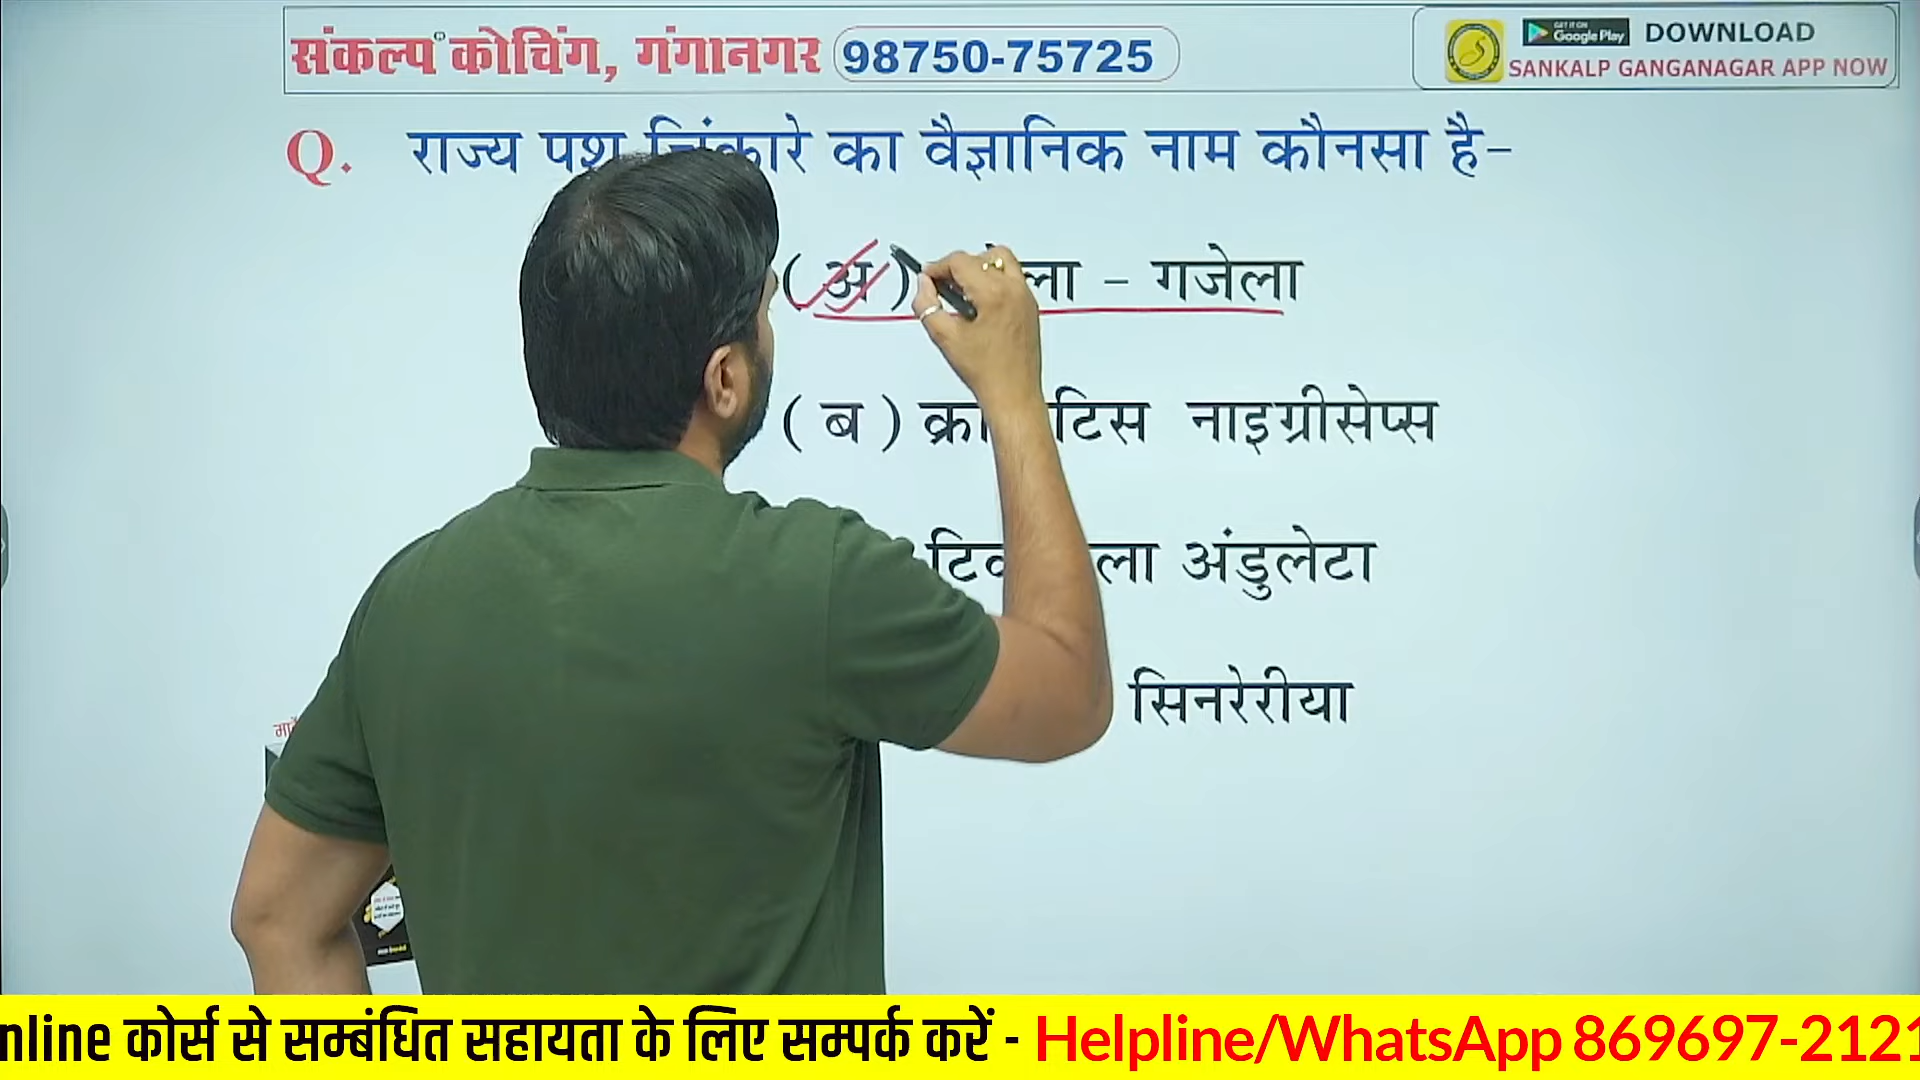 संकल्प कोचिंग, गंगानगर 98750-75725
GET IT ON Google Play DOWNLOAD
SANKALP GANGANAGAR APP NOW
Q. राज्य पशु चिंकारे का वैज्ञानिक नाम कौनसा है-
(अ) गजेला - गजेला
(ब) नाइग्रीसेप्स
अंडुलेटा
सिनरेरीया
nline कोर्स से सम्बंधित सहायता के लिए सम्पर्क करें - Helpline/WhatsApp 869697-2121